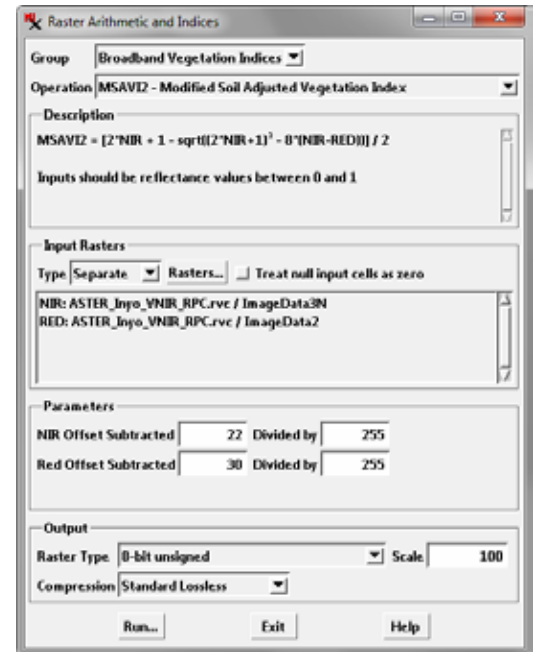 Raster Arithmetic and Indices
Group Broadband Vegetation Indices
Operation MSAVI2 - Modified Soil Adjusted Vegetation Index
Description
MSAVI2 = [2*NIR + 1 - sqrt((2*NIR+1)² - 8*(NIR-RED))] / 2
Inputs should be reflectance values between 0 and 1
Input Rasters
Type Separate Rasters... Treat null input cells as zero
NIR: ASTER_Inyo_VNIR_RPC.rvc / ImageData3N
RED: ASTER_Inyo_VNIR_RPC.rvc / ImageData2
Parameters
NIR Offset Subtracted 22 Divided by 255
Red Offset Subtracted 30 Divided by 255
Output
Raster Type 8-bit unsigned Scale 100
Compression Standard Lossless
Run... Exit Help